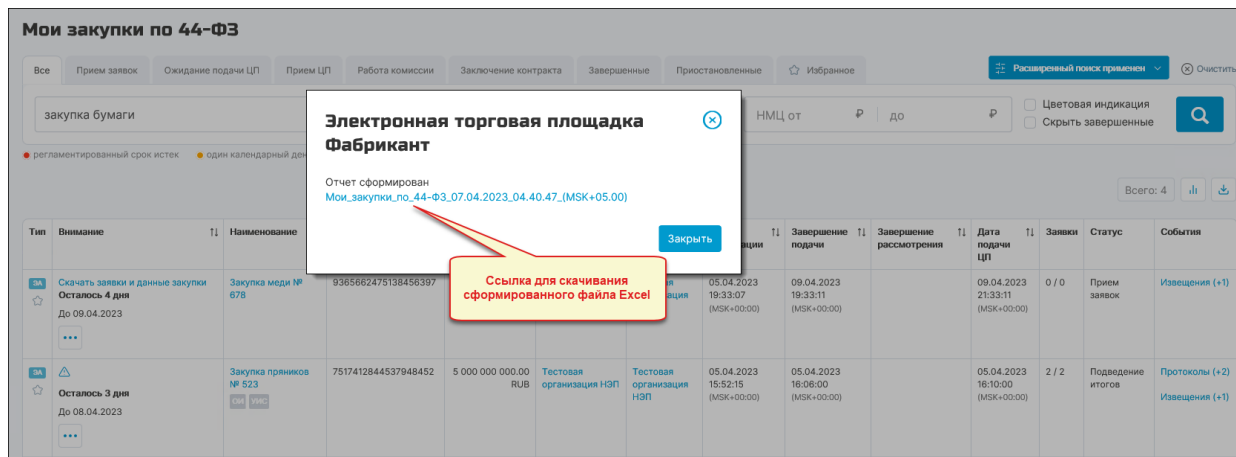 Мои закупки по 44-ФЗ
Все Прием заявок Ожидание подачи ЦП Прием ЦП Работа комиссии Заключение контракта Завершенные Приостановленные Избранное Расширенный поиск применен Очистить
закупка бумаги
НМЦ от ₽ до ₽
Цветовая индикация
Скрыть завершенные
регламентированный срок истек один календарный
Электронная торговая площадка
Фабрикант
Отчет сформирован
Мои_закупки_по_44-ФЗ_07.04.2023_04.40.47_(MSK+05.00)
Закрыть
Ссылка для скачивания
сформированного файла Excel
Всего: 4
Тип Внимание Наименование
Завершение подачи
Завершение рассмотрения
Дата подачи ЦП
Заявки Статус События
ЗА Скачать заявки и данные закупки
Осталось 4 дня
До 09.04.2023
Закупка меди №
678
9365662475138456397
05.04.2023
19:33:07
(MSK+00:00)
09.04.2023
19:33:11
(MSK+00:00)
09.04.2023
21:33:11
(MSK+00:00)
0 / 0
Прием
заявок
Извещения (+1)
ЗА
Осталось 3 дня
До 08.04.2023
Закупка пряников
№ 523
ОИ УИС
7517412844537948452
5 000 000 000.00
RUB
Тестовая
организация НЭП
Тестовая
организация
НЭП
05.04.2023
15:52:15
(MSK+00:00)
05.04.2023
16:06:00
(MSK+00:00)
05.04.2023
16:10:00
(MSK+00:00)
2 / 2
Подведение
итогов
Протоколы (+2)
Извещения (+1)